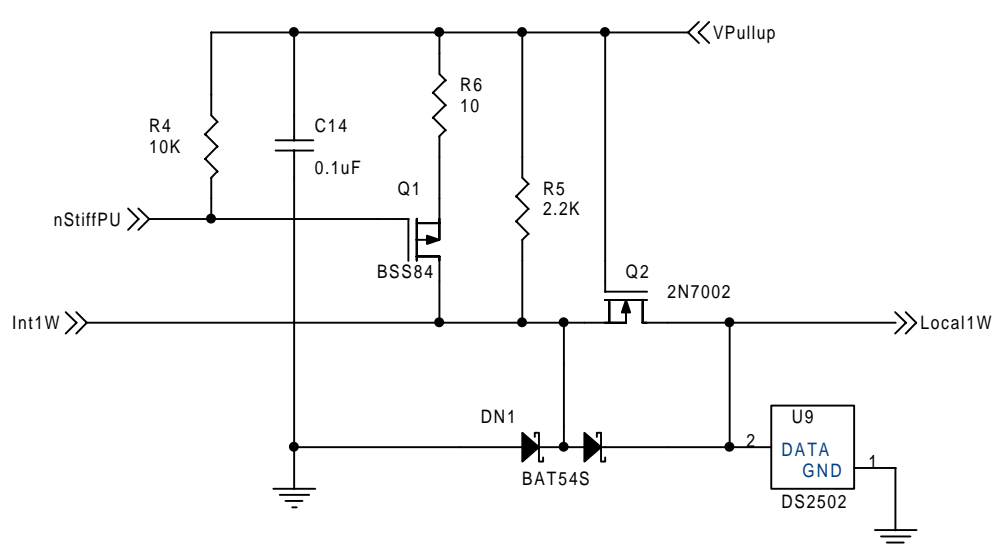 VPullup
R6
10
R4
10K
C14
0.1uF
Q1
R5
2.2K
nStiffPU
BSS84
Q2
2N7002
Int1W
Local1W
DN1
U9
2
DATA
1
GND
BAT54S
DS2502